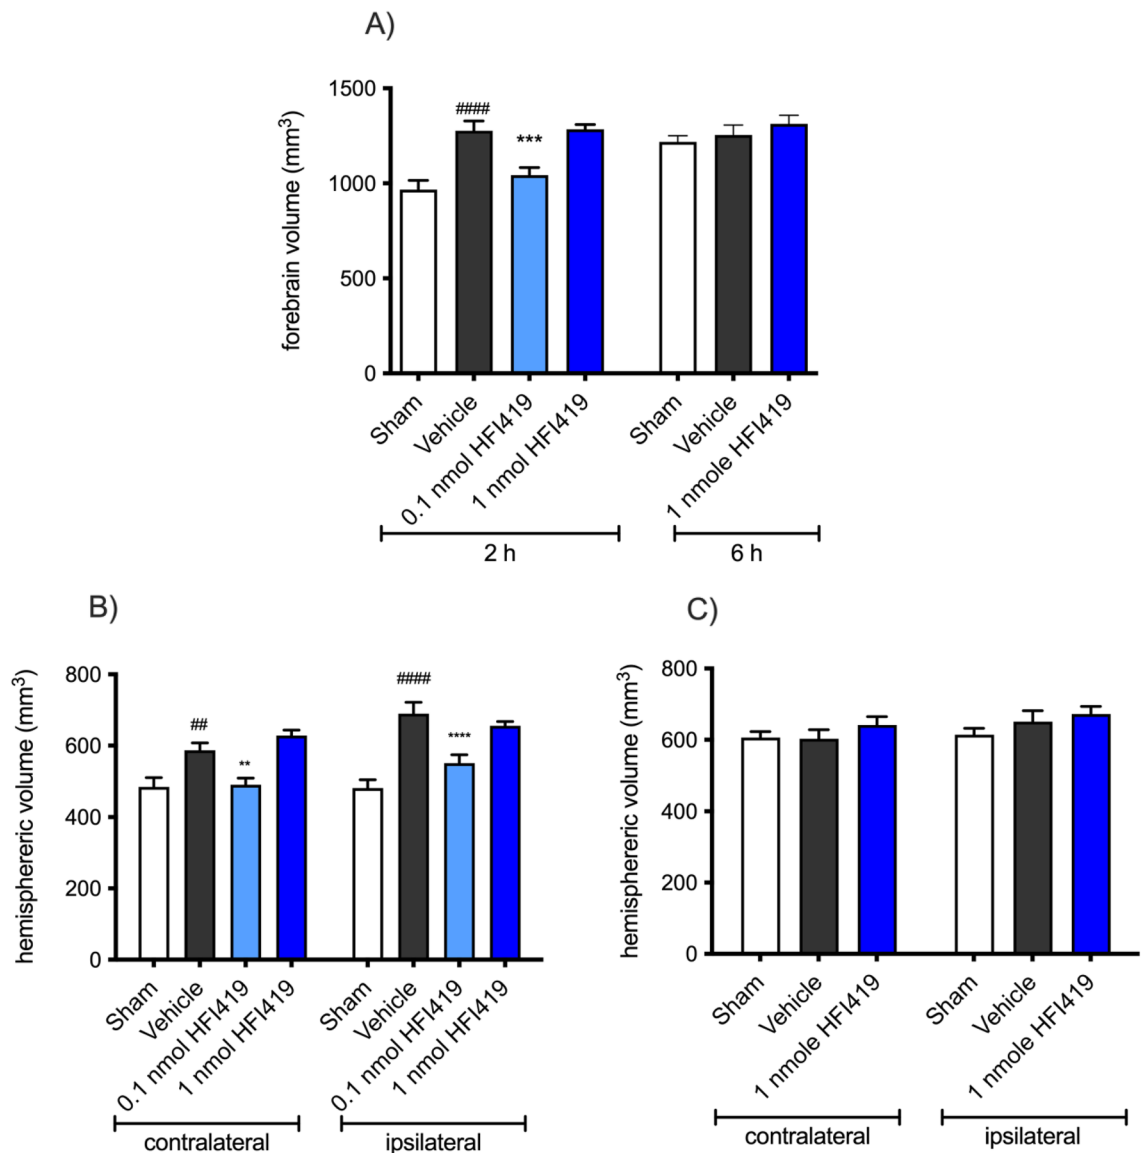 A)
forebrain volume (mm3)
1500
1000
500
0
####
***
Sham
Vehicle
0.1 nmol HFI419
1 nmol HFI419
Sham
Vehicle
1 nmole HFI419
2 h
6 h
B)
hemisphereric volume (mm3)
800
600
400
200
0
##
**
####
****
Sham
Vehicle
0.1 nmol HFI419
1 nmol HFI419
Sham
Vehicle
0.1 nmol HFI419
1 nmol HFI419
contralateral
ipsilateral
C)
hemisphereric volume (mm3)
800
600
400
200
0
Sham
Vehicle
1 nmole HFI419
Sham
Vehicle
1 nmole HFI419
contralateral
ipsilateral